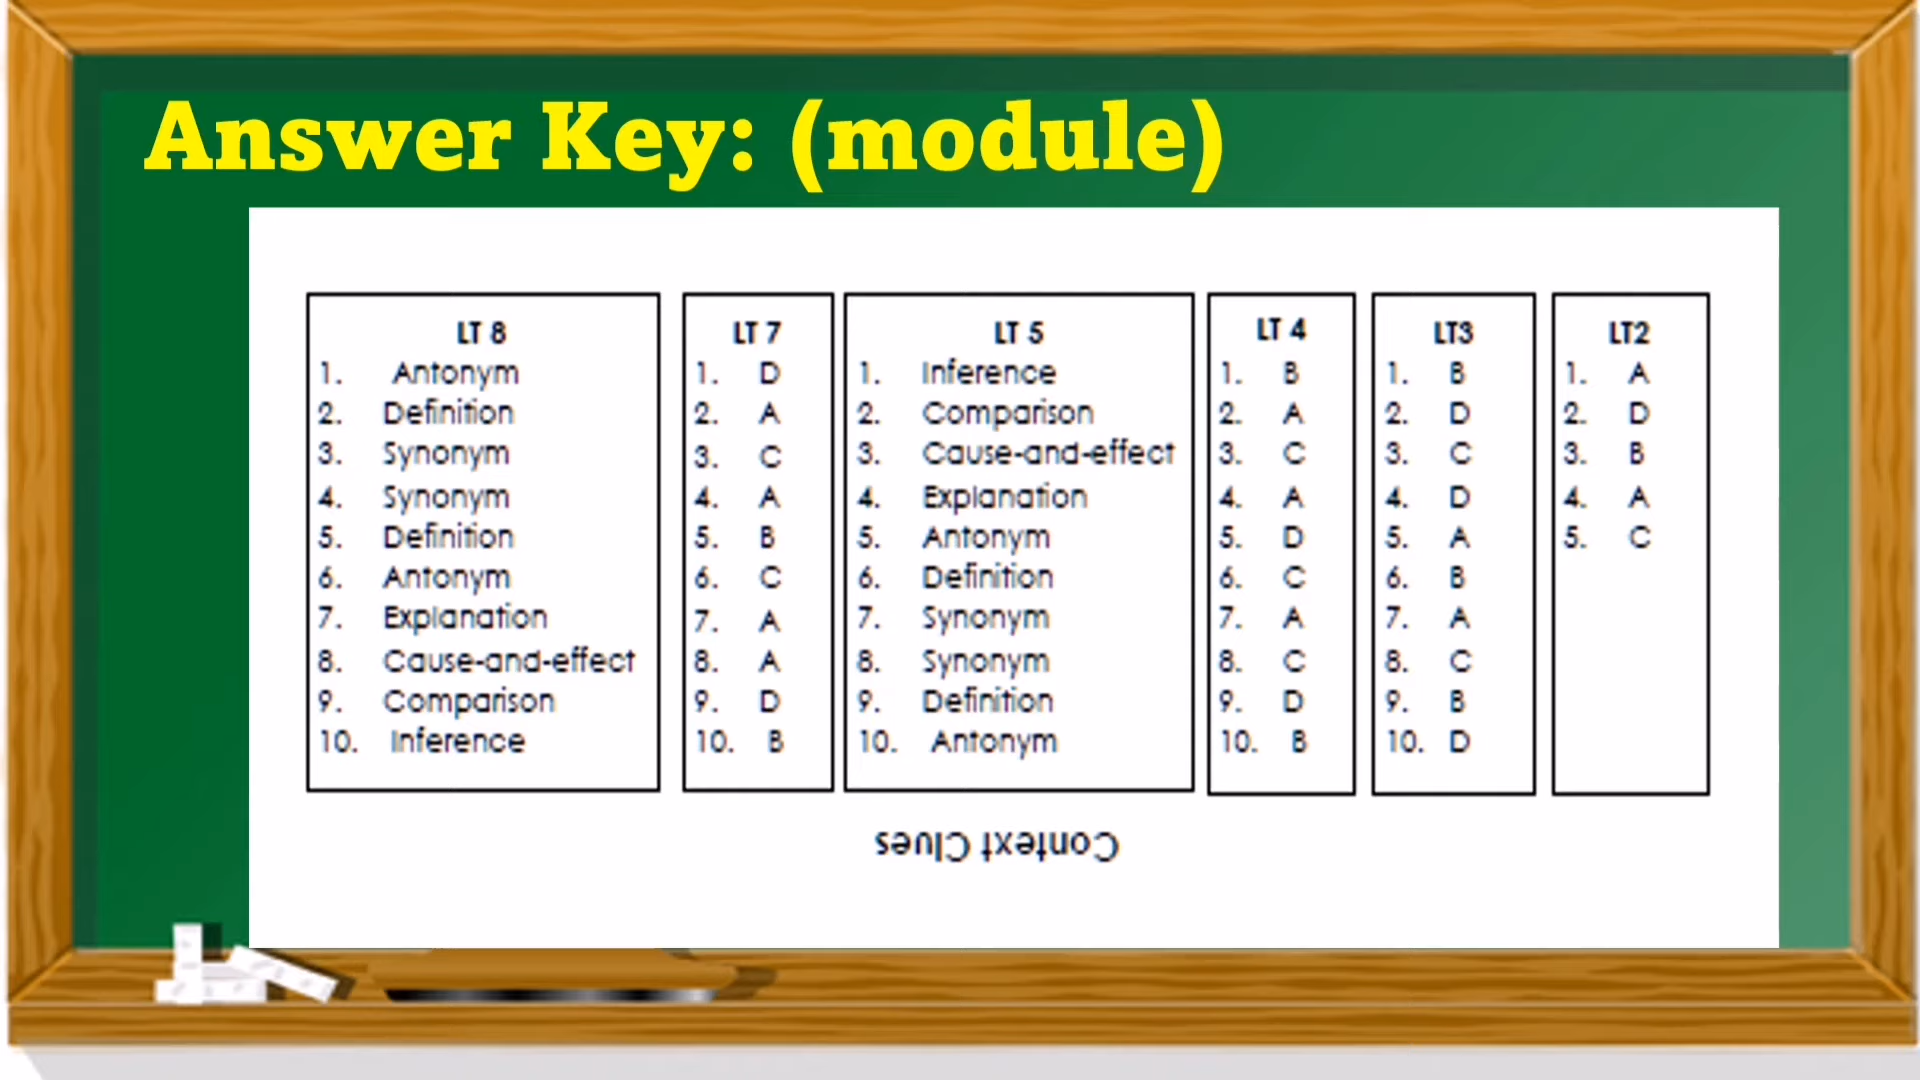 Answer Key: (module)
LT 8
1. Antonym
2. Definition
3. Synonym
4. Synonym
5. Definition
6. Antonym
7. Explanation
8. Cause-and-effect
9. Comparison
10. Inference
LT 7
1. D
2. A
3. C
4. A
5. B
6. C
7. A
8. A
9. D
10. B
LT 5
1. Inference
2. Comparison
3. Cause-and-effect
4. Explanation
5. Antonym
6. Definition
7. Synonym
8. Synonym
9. Definition
10. Antonym
LT 4
1. B
2. A
3. C
4. A
5. D
6. C
7. A
8. C
9. D
10. B
LT3
1. B
2. D
3. C
4. D
5. A
6. B
7. A
8. C
9. B
10. D
LT2
1. A
2. D
3. B
4. A
5. C
Context Clues